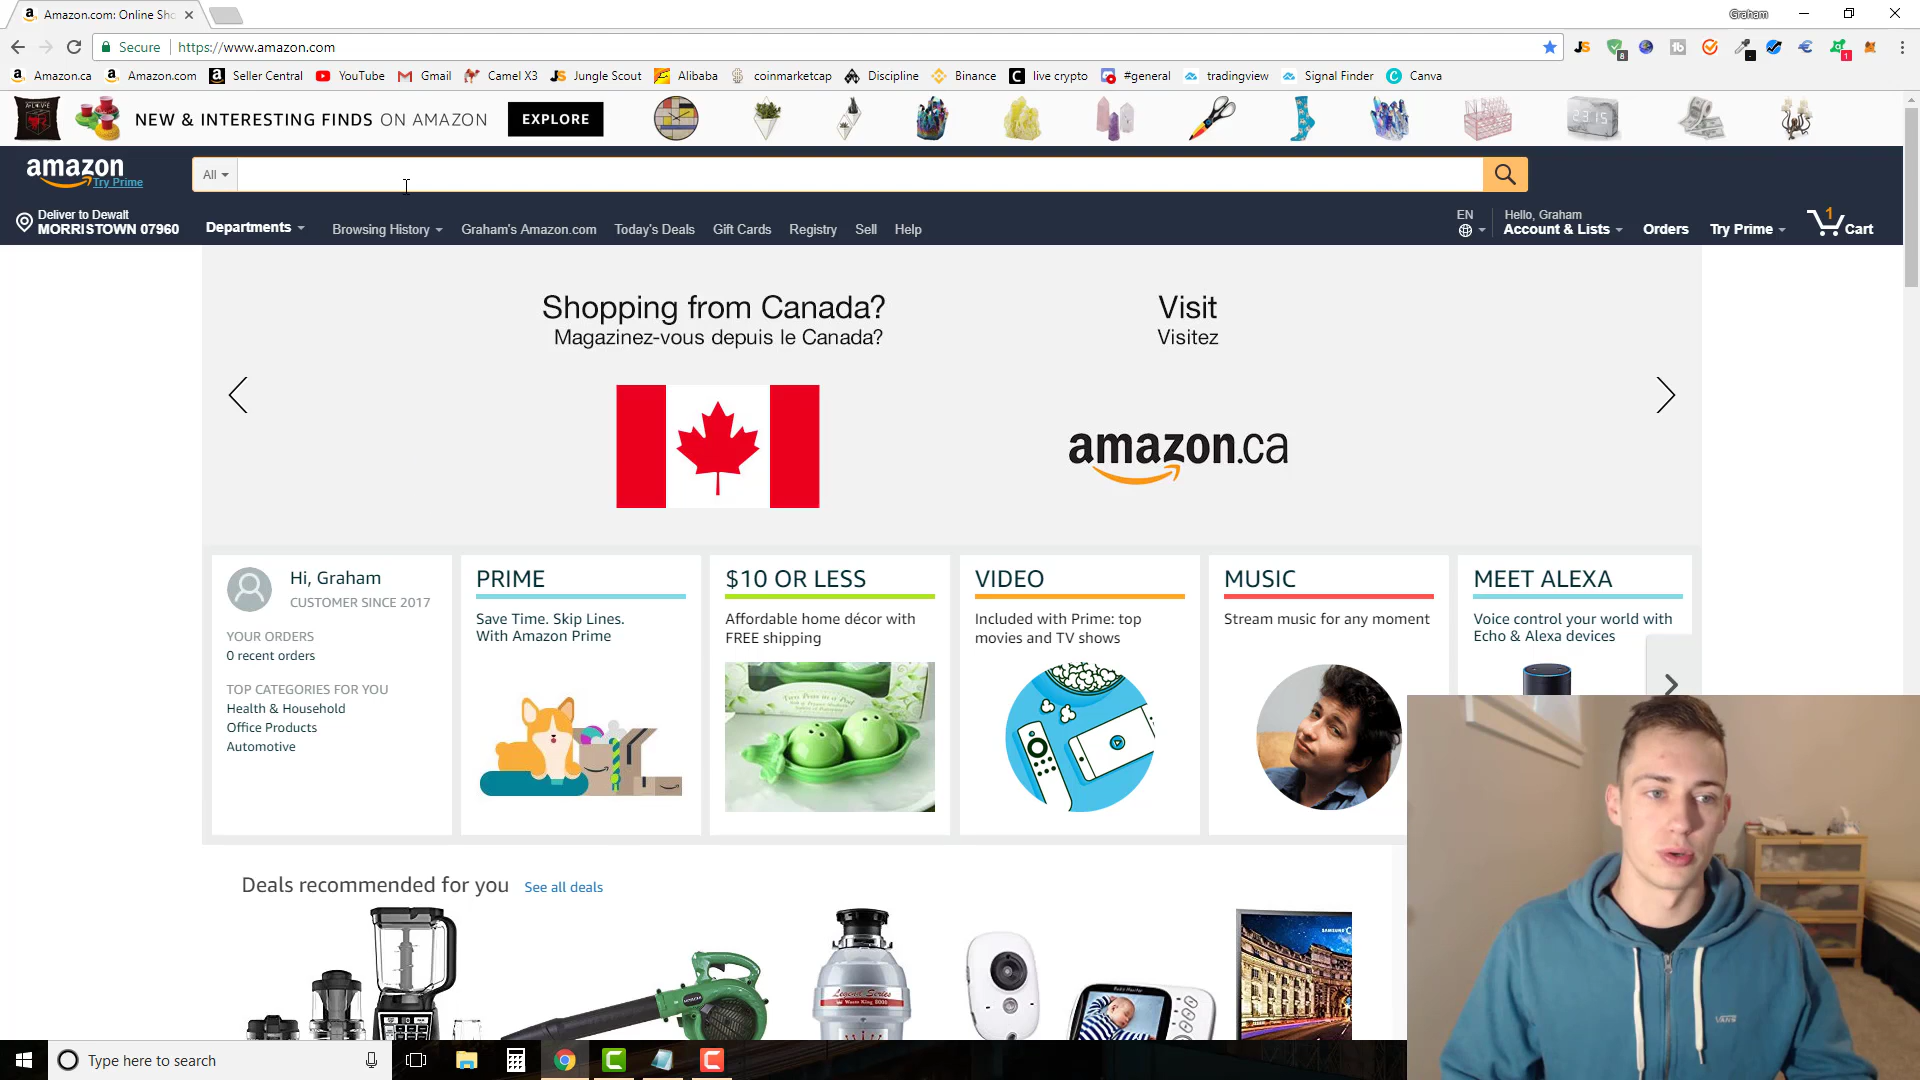 Amazon.com: Online Sho
Graham
Secure
https://www.amazon.com
Amazon.ca
Amazon.com
Seller Central
YouTube
Gmail
Camel X3
Jungle Scout
Alibaba
coinmarketcap
Discipline
Binance
live crypto
#general
tradingview
Signal Finder
Canva
NEW & INTERESTING FINDS ON AMAZON
EXPLORE
amazon
Try Prime
All
Deliver to Dewalt
MORRISTOWN 07960
Departments
Browsing History
Graham's Amazon.com
Today's Deals
Gift Cards
Registry
Sell
Help
EN
Hello, Graham
Account & Lists
Orders
Try Prime
1
Cart
Shopping from Canada?
Magazinez-vous depuis le Canada?
Visit
Visitez
amazon.ca
Hi, Graham
CUSTOMER SINCE 2017
YOUR ORDERS
0 recent orders
TOP CATEGORIES FOR YOU
Health & Household
Office Products
Automotive
PRIME
Save Time. Skip Lines.
With Amazon Prime
$10 OR LESS
Affordable home décor with
FREE shipping
VIDEO
Included with Prime: top
movies and TV shows
MUSIC
Stream music for any moment
MEET ALEXA
Voice control your world with
Echo & Alexa devices
Deals recommended for you
See all deals
Type here to search